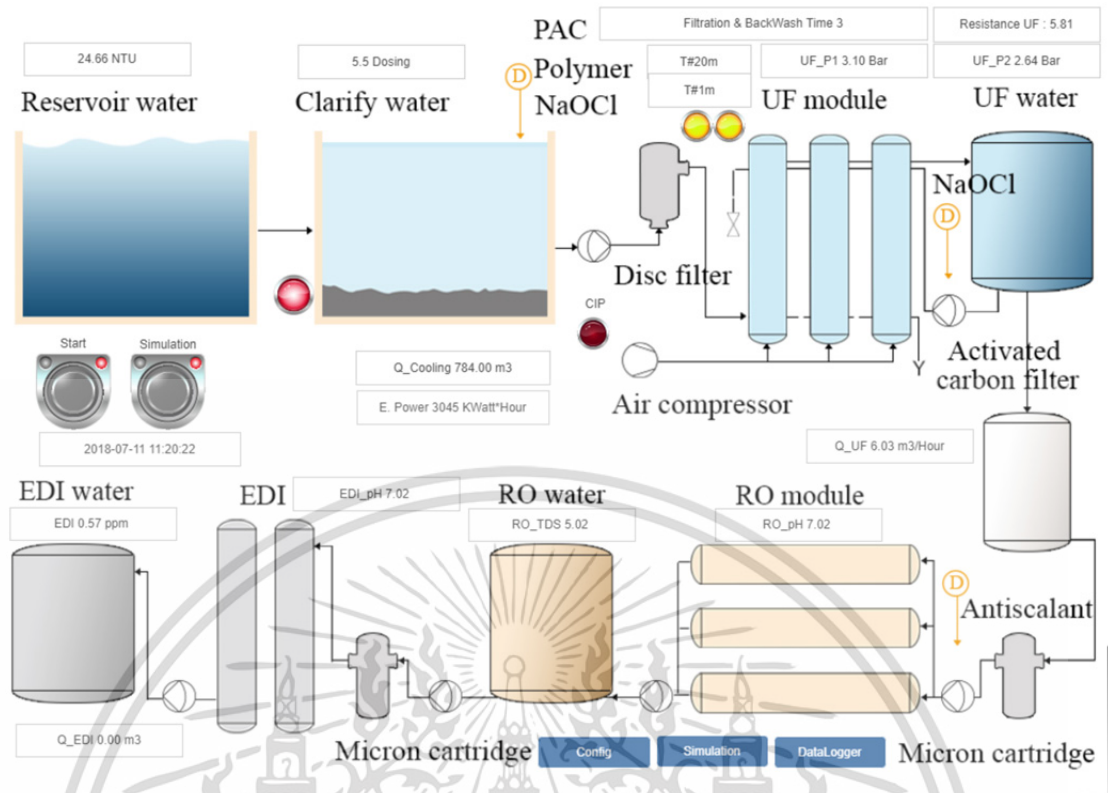 PAC
Filtration & BackWash Time 3
Resistance UF : 5.81
24.66 NTU
5.5 Dosing
D
Polymer
T#20m
UF_P1 3.10 Bar
UF_P2 2.64 Bar
Reservoir water
Clarify water
NaOCl
T#1m
UF module
UF water
NaOCl
D
Disc filter
CIP
Start
Simulation
Q_Cooling 784.00 m3
Air compressor
Activated
carbon filter
E. Power 3045 KWatt*Hour
2018-07-11 11:20:22
Q_UF 6.03 m3/Hour
EDI water
EDI
EDI_pH 7.02
RO water
RO module
EDI 0.57 ppm
RO_TDS 5.02
RO_pH 7.02
D
Antiscalant
Q_EDI 0.00 m3
Micron cartridge
Config
Simulation
DataLogger
Micron cartridge